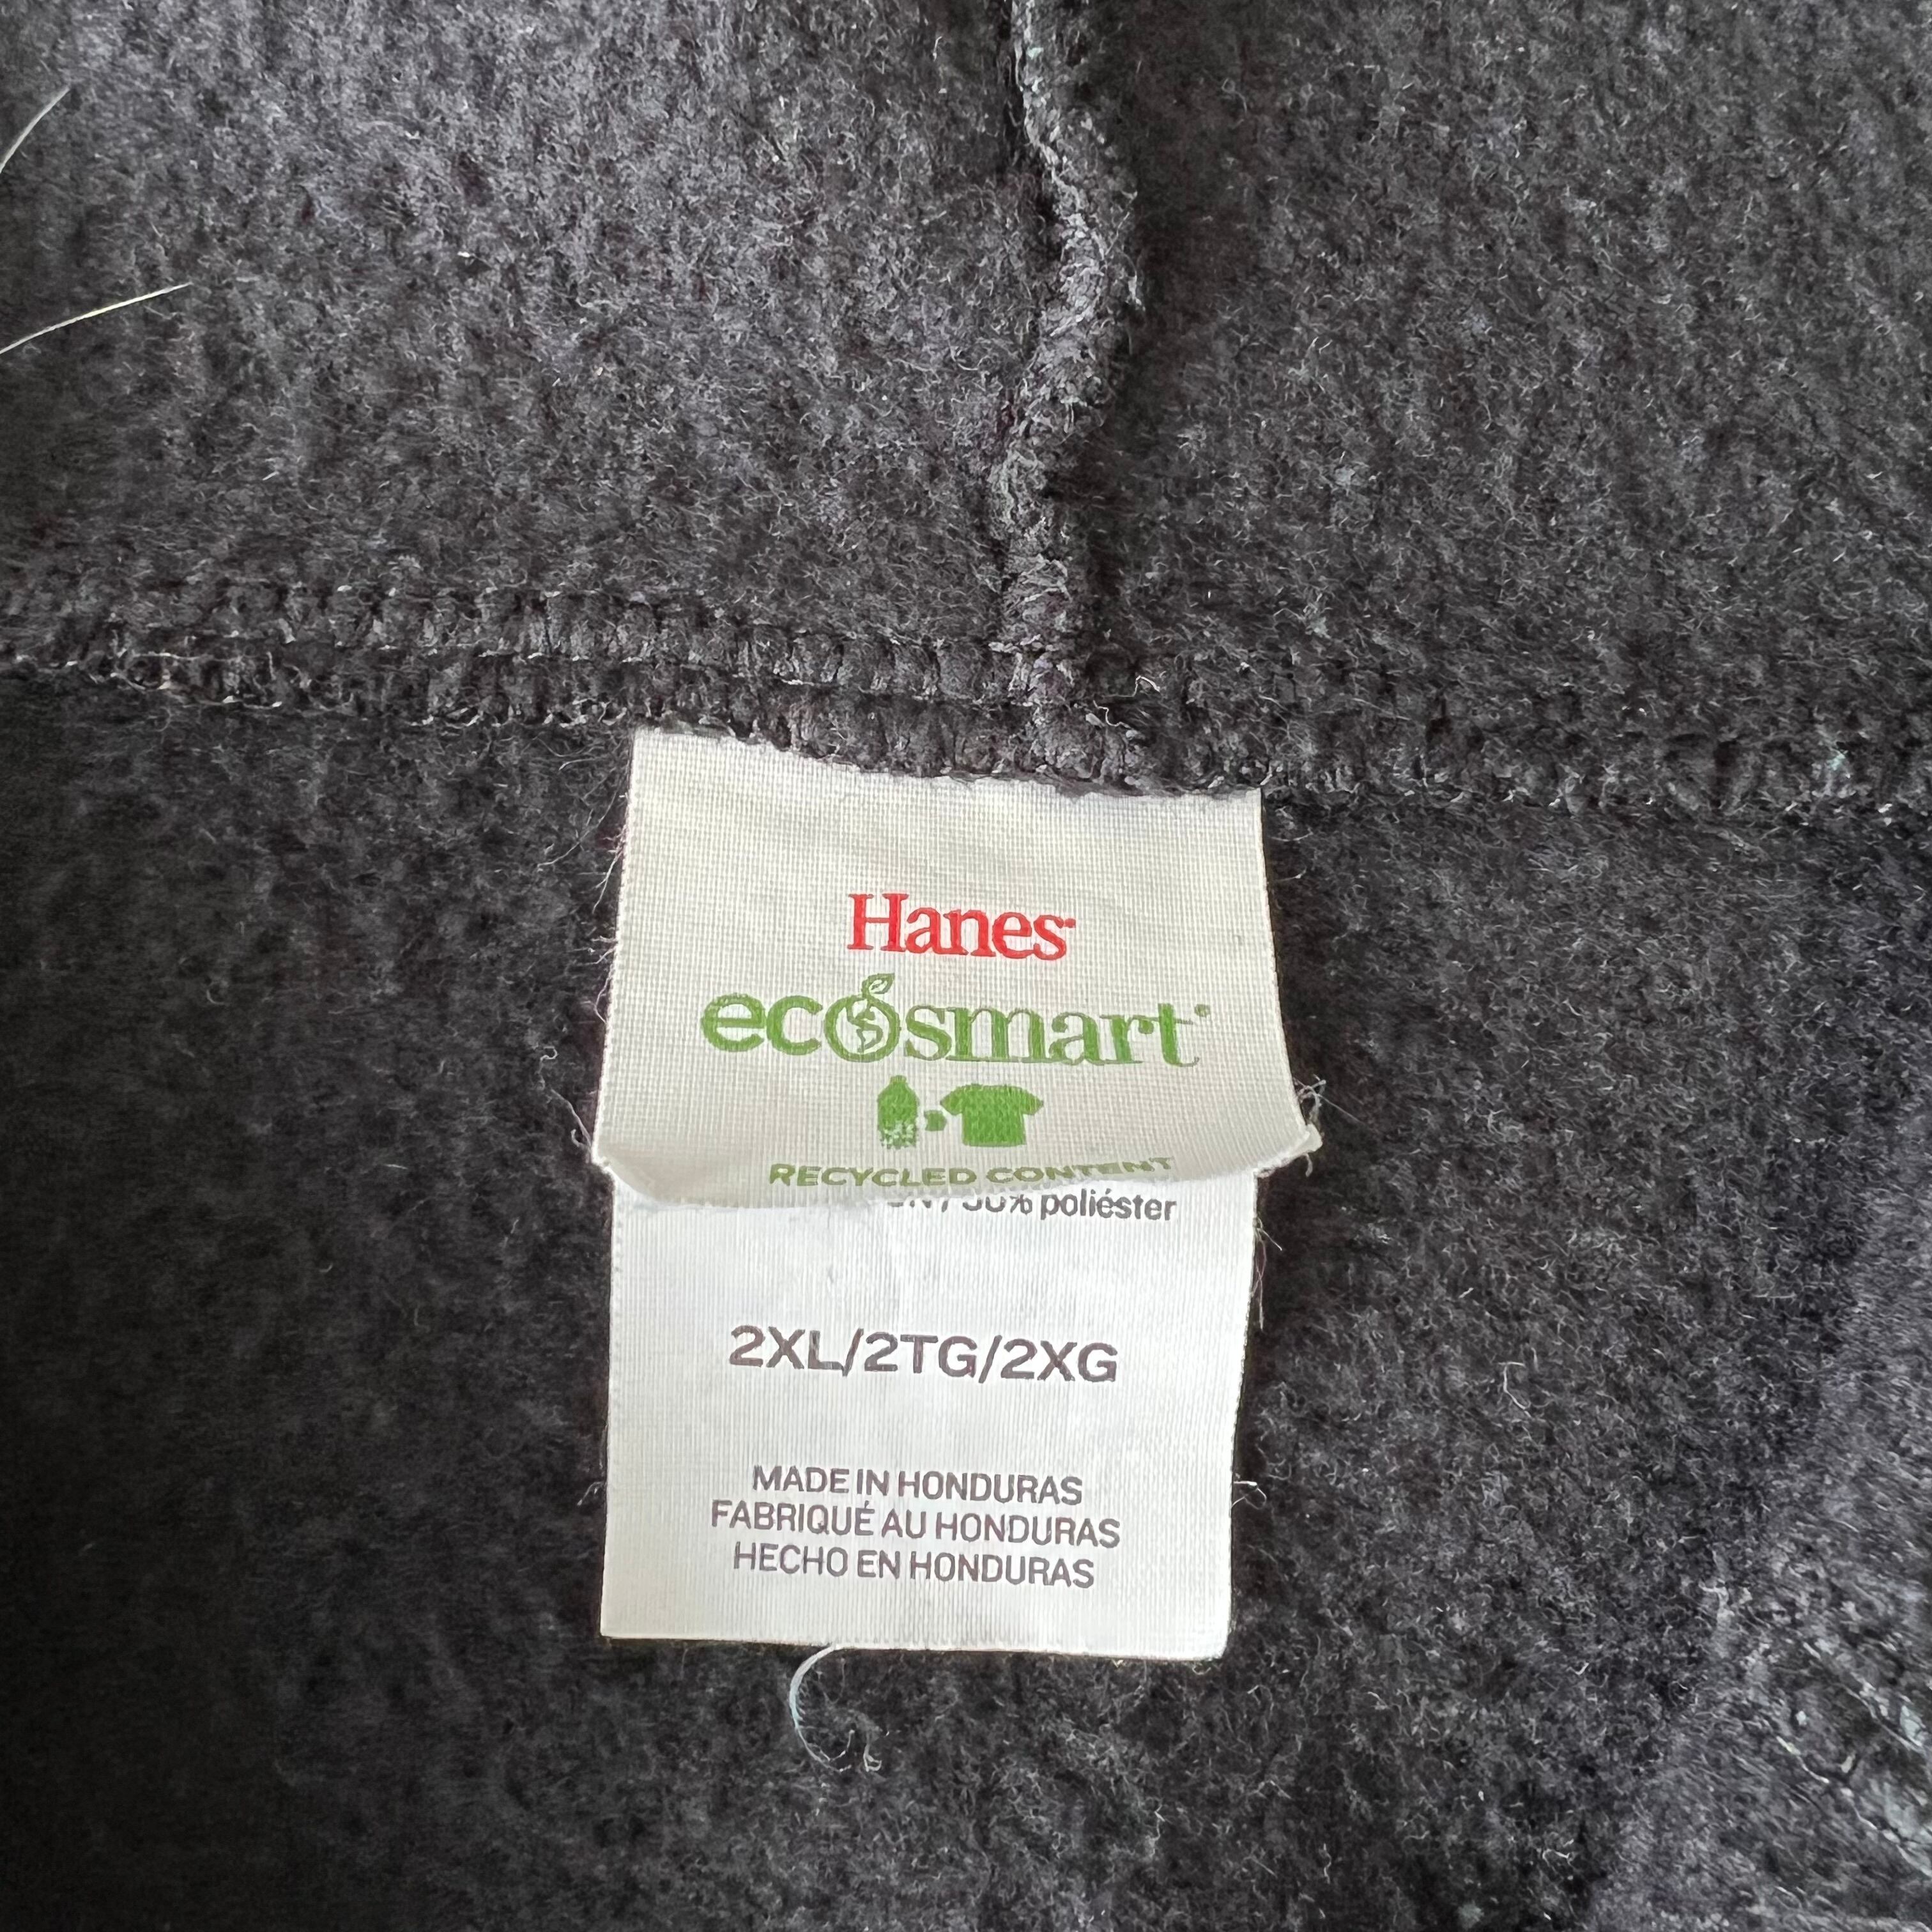 Hanes
ecosmart
RECYCLED CONTENT
poliéster
2XL/2TG/2XG
MADE IN HONDURAS
FABRIQUÉ AU HONDURAS
HECHO EN HONDURAS